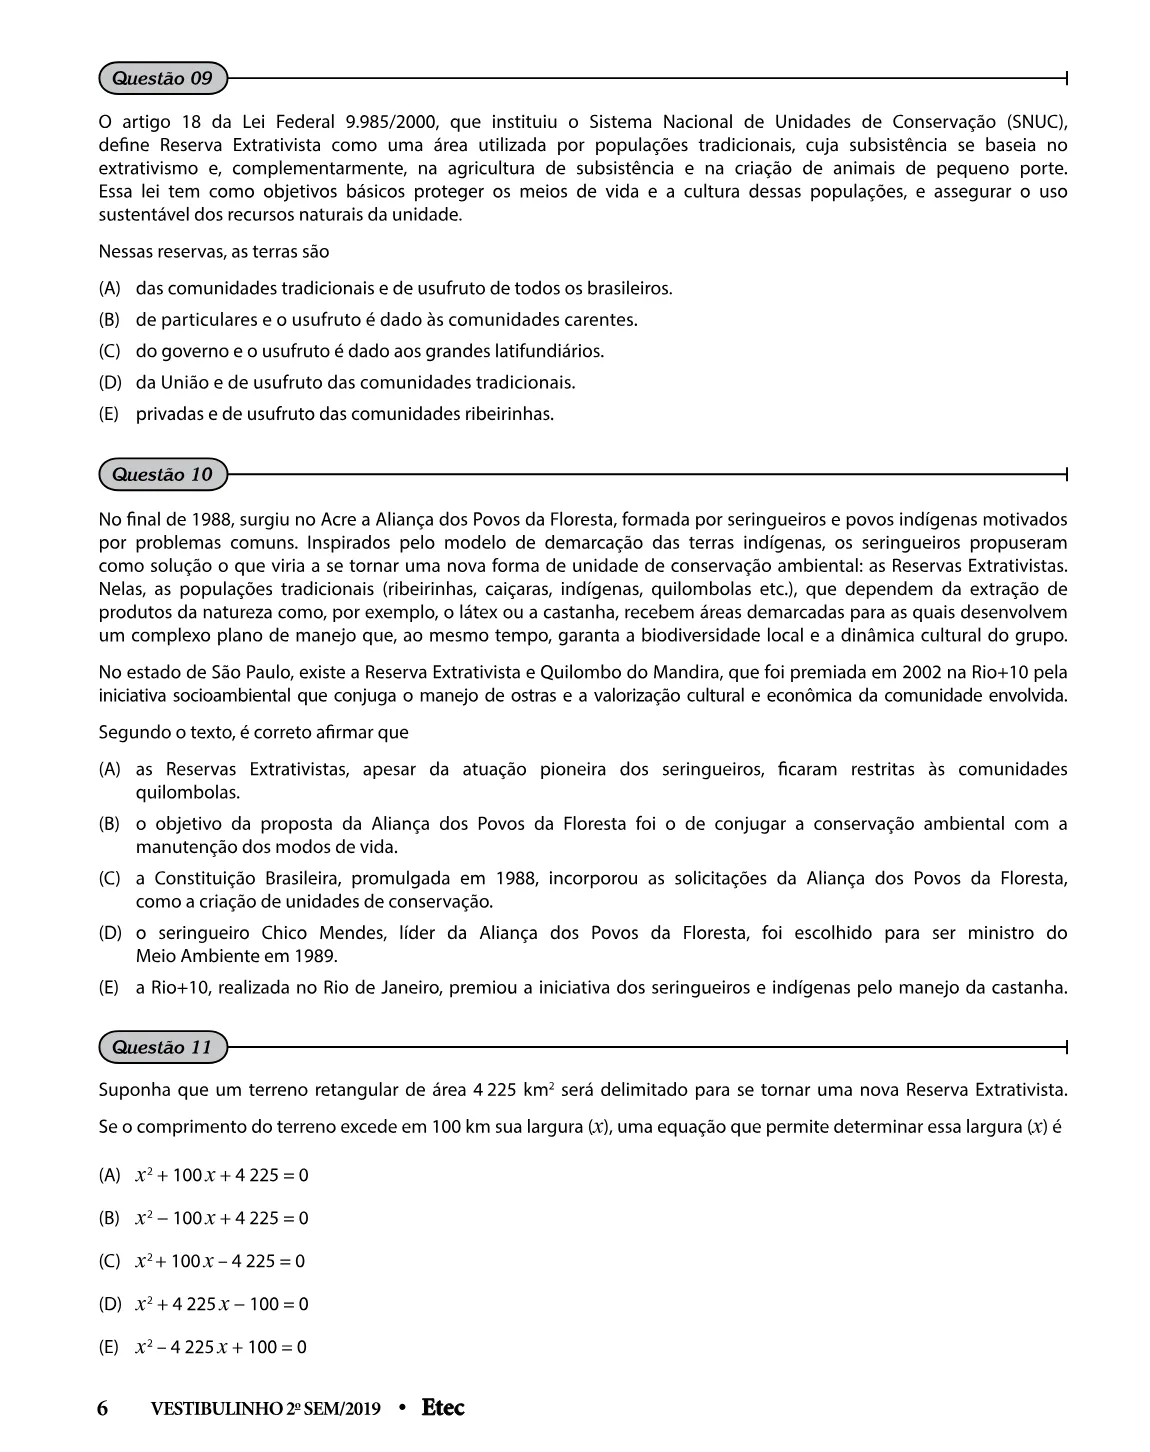 Questão 09
O artigo 18 da Lei Federal 9.985/2000, que instituiu o Sistema Nacional de Unidades de Conservação (SNUC),
define Reserva Extrativista como uma área utilizada por populações tradicionais, cuja subsistência se baseia no
extrativismo e, complementarmente, na agricultura de subsistência e na criação de animais de pequeno porte.
Essa lei tem como objetivos básicos proteger os meios de vida e a cultura dessas populações, e assegurar o uso
sustentável dos recursos naturais da unidade.
Nessas reservas, as terras são
(A) das comunidades tradicionais e de usufruto de todos os brasileiros.
(B) de particulares e o usufruto é dado às comunidades carentes.
(C) do governo e o usufruto é dado aos grandes latifundiários.
(D) da União e de usufruto das comunidades tradicionais.
(E) privadas e de usufruto das comunidades ribeirinhas.
Questão 10
No final de 1988, surgiu no Acre a Aliança dos Povos da Floresta, formada por seringueiros e povos indígenas motivados
por problemas comuns. Inspirados pelo modelo de demarcação das terras indígenas, os seringueiros propuseram
como solução o que viria a se tornar uma nova forma de unidade de conservação ambiental: as Reservas Extrativistas.
Nelas, as populações tradicionais (ribeirinhas, caiçaras, indígenas, quilombolas etc.), que dependem da extração de
produtos da natureza como, por exemplo, o látex ou a castanha, recebem áreas demarcadas para as quais desenvolvem
um complexo plano de manejo que, ao mesmo tempo, garanta a biodiversidade local e a dinâmica cultural do grupo.
No estado de São Paulo, existe a Reserva Extrativista e Quilombo do Mandira, que foi premiada em 2002 na Rio+10 pela
iniciativa socioambiental que conjuga o manejo de ostras e a valorização cultural e econômica da comunidade envolvida.
Segundo o texto, é correto afirmar que
(A) as Reservas Extrativistas, apesar da atuação pioneira dos seringueiros, ficaram restritas às comunidades
quilombolas.
(B) o objetivo da proposta da Aliança dos Povos da Floresta foi o de conjugar a conservação ambiental com a
manutenção dos modos de vida.
(C) a Constituição Brasileira, promulgada em 1988, incorporou as solicitações da Aliança dos Povos da Floresta,
como a criação de unidades de conservação.
(D) o seringueiro Chico Mendes, líder da Aliança dos Povos da Floresta, foi escolhido para ser ministro do
Meio Ambiente em 1989.
(E) a Rio+10, realizada no Rio de Janeiro, premiou a iniciativa dos seringueiros e indígenas pelo manejo da castanha.
Questão 11
Suponha que um terreno retangular de área 4 225 km² será delimitado para se tornar uma nova Reserva Extrativista.
Se o comprimento do terreno excede em 100 km sua largura (x), uma equação que permite determinar essa largura (x) é
(A) x² + 100 x + 4 225 = 0
(B) x² – 100 x + 4 225 = 0
(C) x² + 100 x – 4 225 = 0
(D) x² + 4 225 x – 100 = 0
(E) x² – 4 225 x + 100 = 0
6 VESTIBULINHO 2º SEM/2019 • Etec